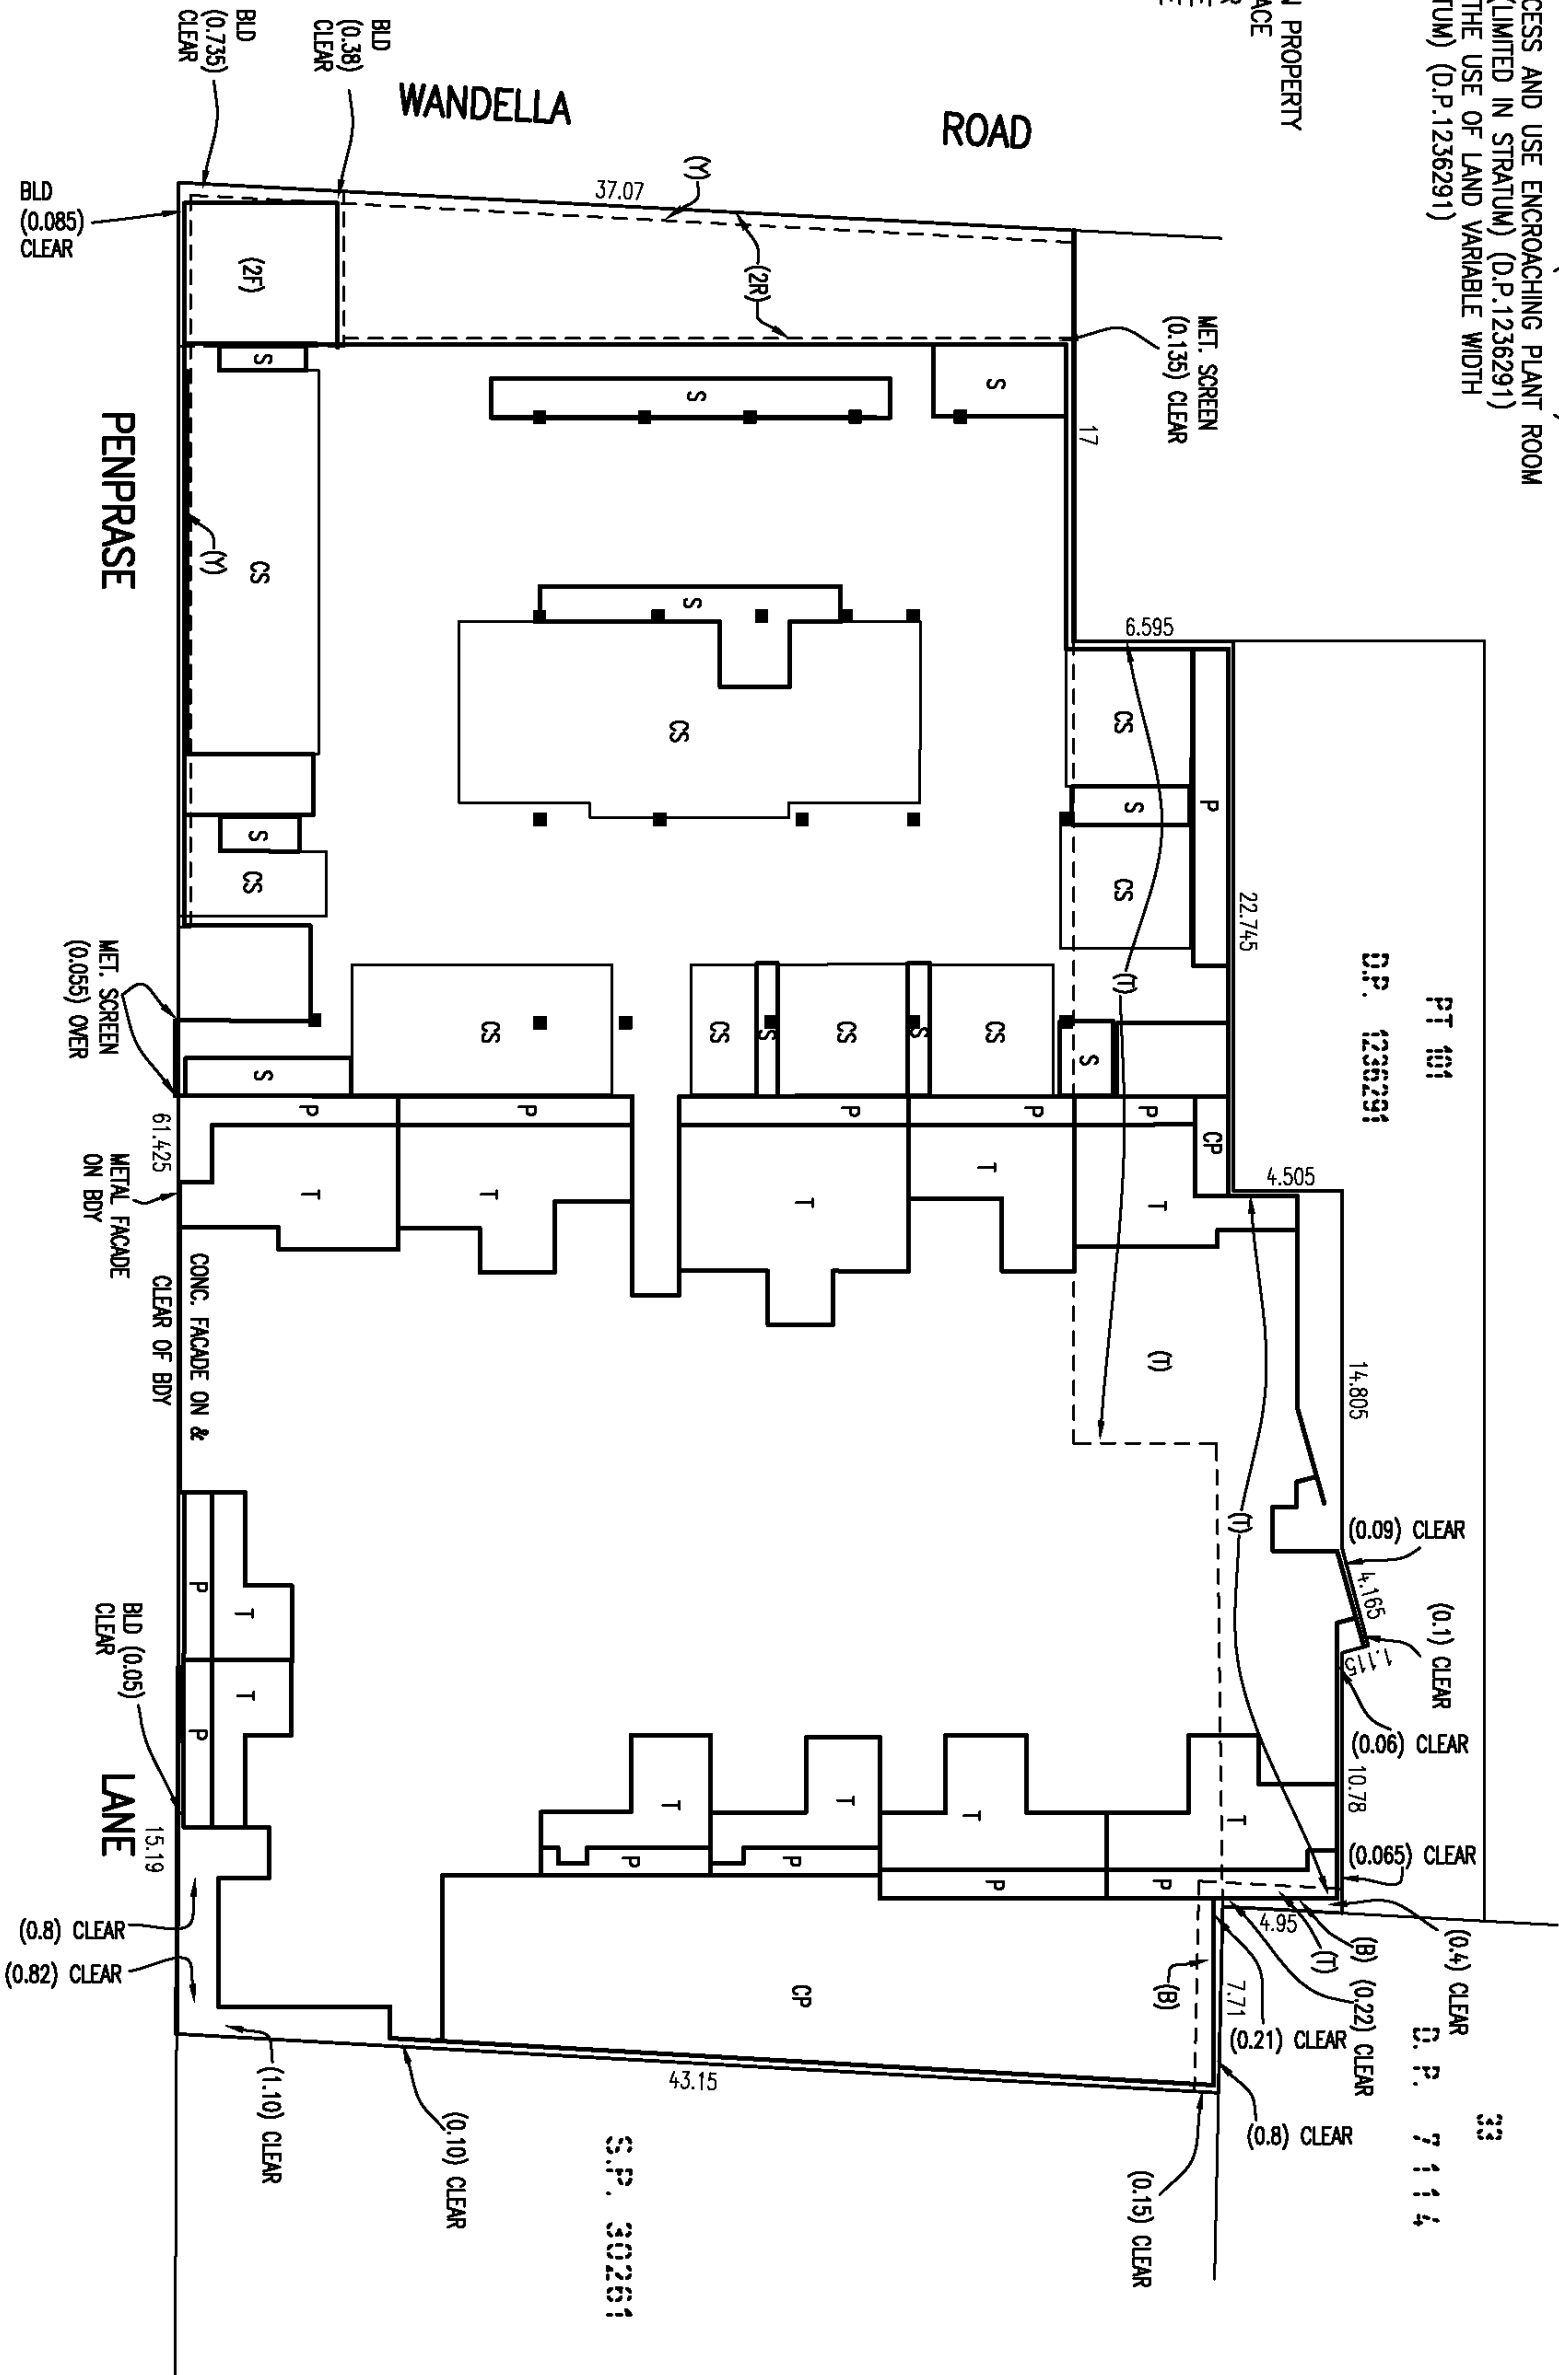 CESS AND USE ENCROACHING PLANT ROOM
(LIMITED IN STRATUM) (D.P.1236291)
THE USE OF LAND VARIABLE WIDTH
TUM) (D.P.1236291)
N PROPERTY
ACE
WANDELLA
ROAD
BLD
(0.735)
CLEAR
BLD
(0.38)
CLEAR
BLD
(0.085)
CLEAR
37.07
(Y)
(2R)
(2F)
MET. SCREEN
(0.135) CLEAR
17
S
S
S
CS
(Y)
PENPRASE
S
CS
6.595
CS
P
S
CS
22.745
S
CS
(T)
PT 101
D.P. 1236291
MET. SCREEN
(0.055) OVER
S
CS
CS
S
CS
S
CS
S
P
P
P
P
P
CP
4.505
61.425
METAL FACADE
ON BDY
T
T
T
T
T
CONC. FACADE ON &
CLEAR OF BDY
(T)
14.805
(T)
(0.09) CLEAR
4.165
(0.1) CLEAR
1.115
(0.06) CLEAR
P
T
P
T
BLD (0.05)
CLEAR
LANE
15.19
T
T
T
T
P
P
P
P
10.78
(0.065) CLEAR
4.95
(T)
(B)
(0.4) CLEAR
(0.22) CLEAR
(0.21) CLEAR
7.71
(B)
CP
(0.8) CLEAR
(0.82) CLEAR
(1.10) CLEAR
(0.10) CLEAR
43.15
(0.15) CLEAR
(0.8) CLEAR
33
D.P. 7114
S.P. 30261